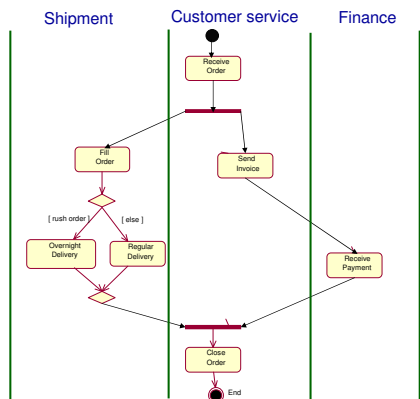 Shipment
Customer service
Finance
Receive
Order
Fill
Order
Send
Invoice
[ rush order ]
[ else ]
Overnight
Delivery
Regular
Delivery
Receive
Payment
Close
Order
End